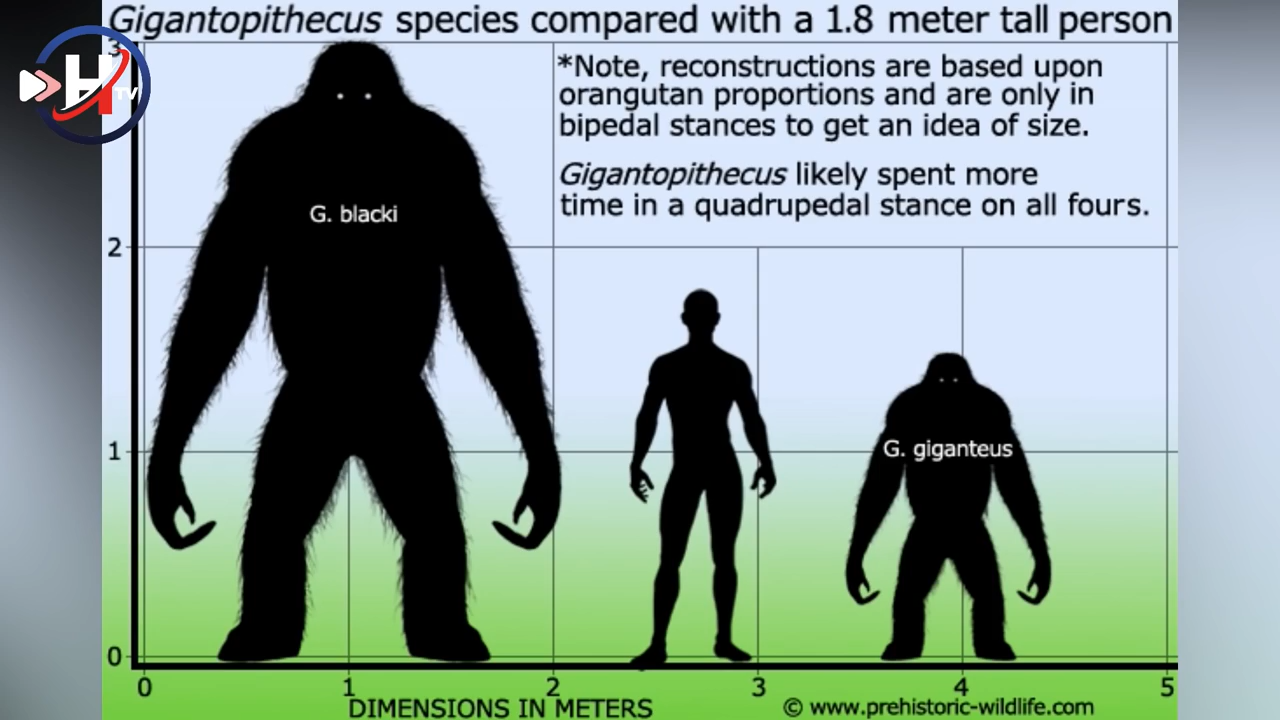 Gigantopithecus species compared with a 1.8 meter tall person
H
TV
*Note, reconstructions are based upon
orangutan proportions and are only in
bipedal stances to get an idea of size.
Gigantopithecus likely spent more
time in a quadrupedal stance on all fours.
G. blacki
G. giganteus
3
2
1
0
0 1 2 3 4 5
DIMENSIONS IN METERS
© www.prehistoric-wildlife.com